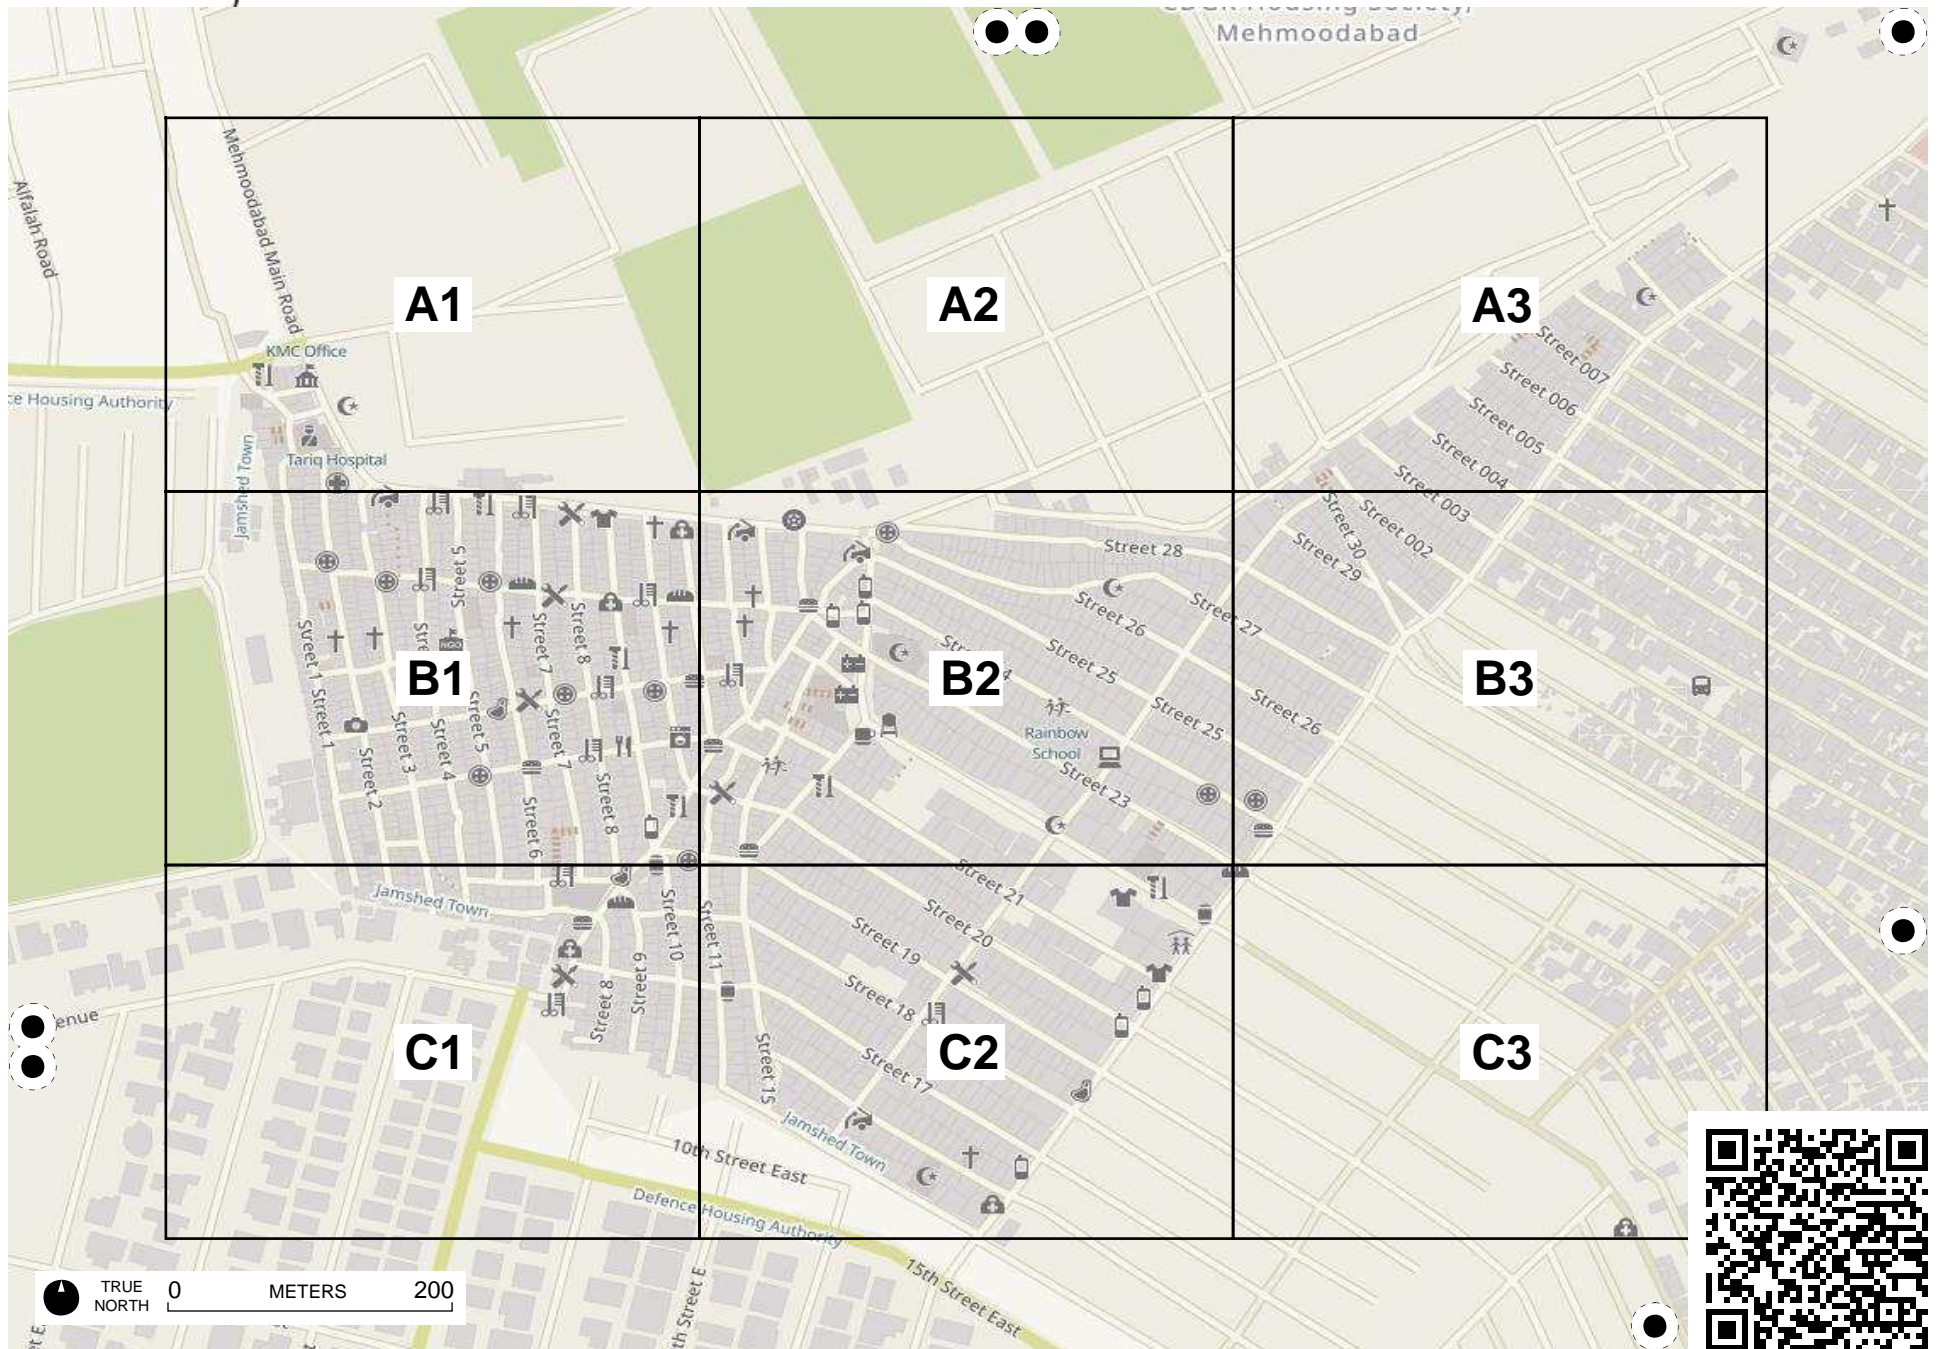 Mehmoodabad
Alfalah Road
Mehmoodabad Main Road
A1
A2
A3
KMC Office
ce Housing Authority
Jamshed Town
Tariq Hospital
Street 007
Street 006
Street 005
Street 004
Street 003
Street 002
Street 30
Street 29
Street 28
Street 27
Street 26
Street 26
Street 25
Street 25
Street 23
Street 5
Street 7
Street 8
Street 1
Street 1
NGO
B1
B2
B3
Street 2
Street 3
Street 4
Street 5
Street 7
Street 6
Street 8
Rainbow
School
Jamshed Town
Street 10
Street 11
Street 9
Street 8
Street 21
Street 20
Street 19
Street 18
Street 17
Street 15
C1
C2
C3
enue
Jamshed Town
10th Street East
Defence Housing Authority
15th Street East
th Street E
TRUE
NORTH
0 METERS 200